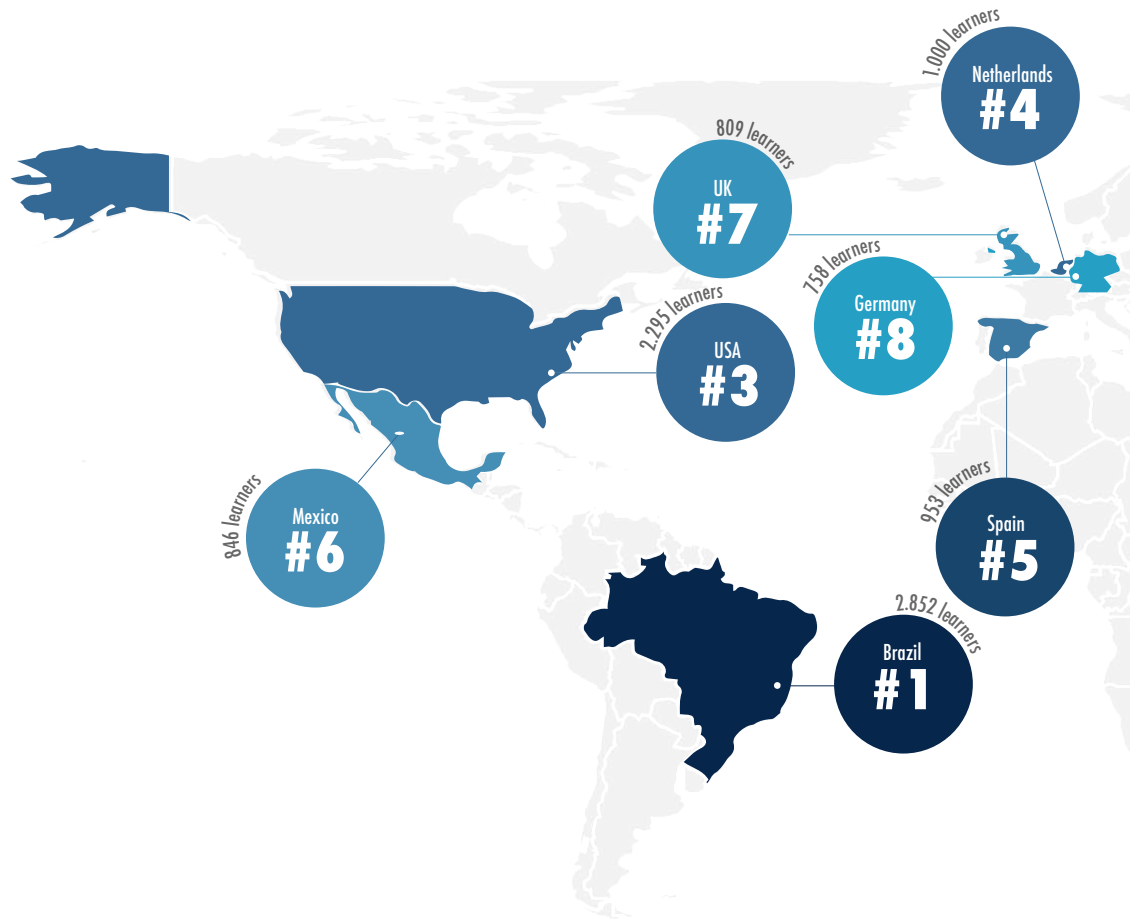 1.000 learners
Netherlands
#4
809 learners
UK
#7
758 learners
Germany
#8
2.295 learners
USA
#3
846 learners
Mexico
#6
953 learners
Spain
#5
2.852 learners
Brazil
#1